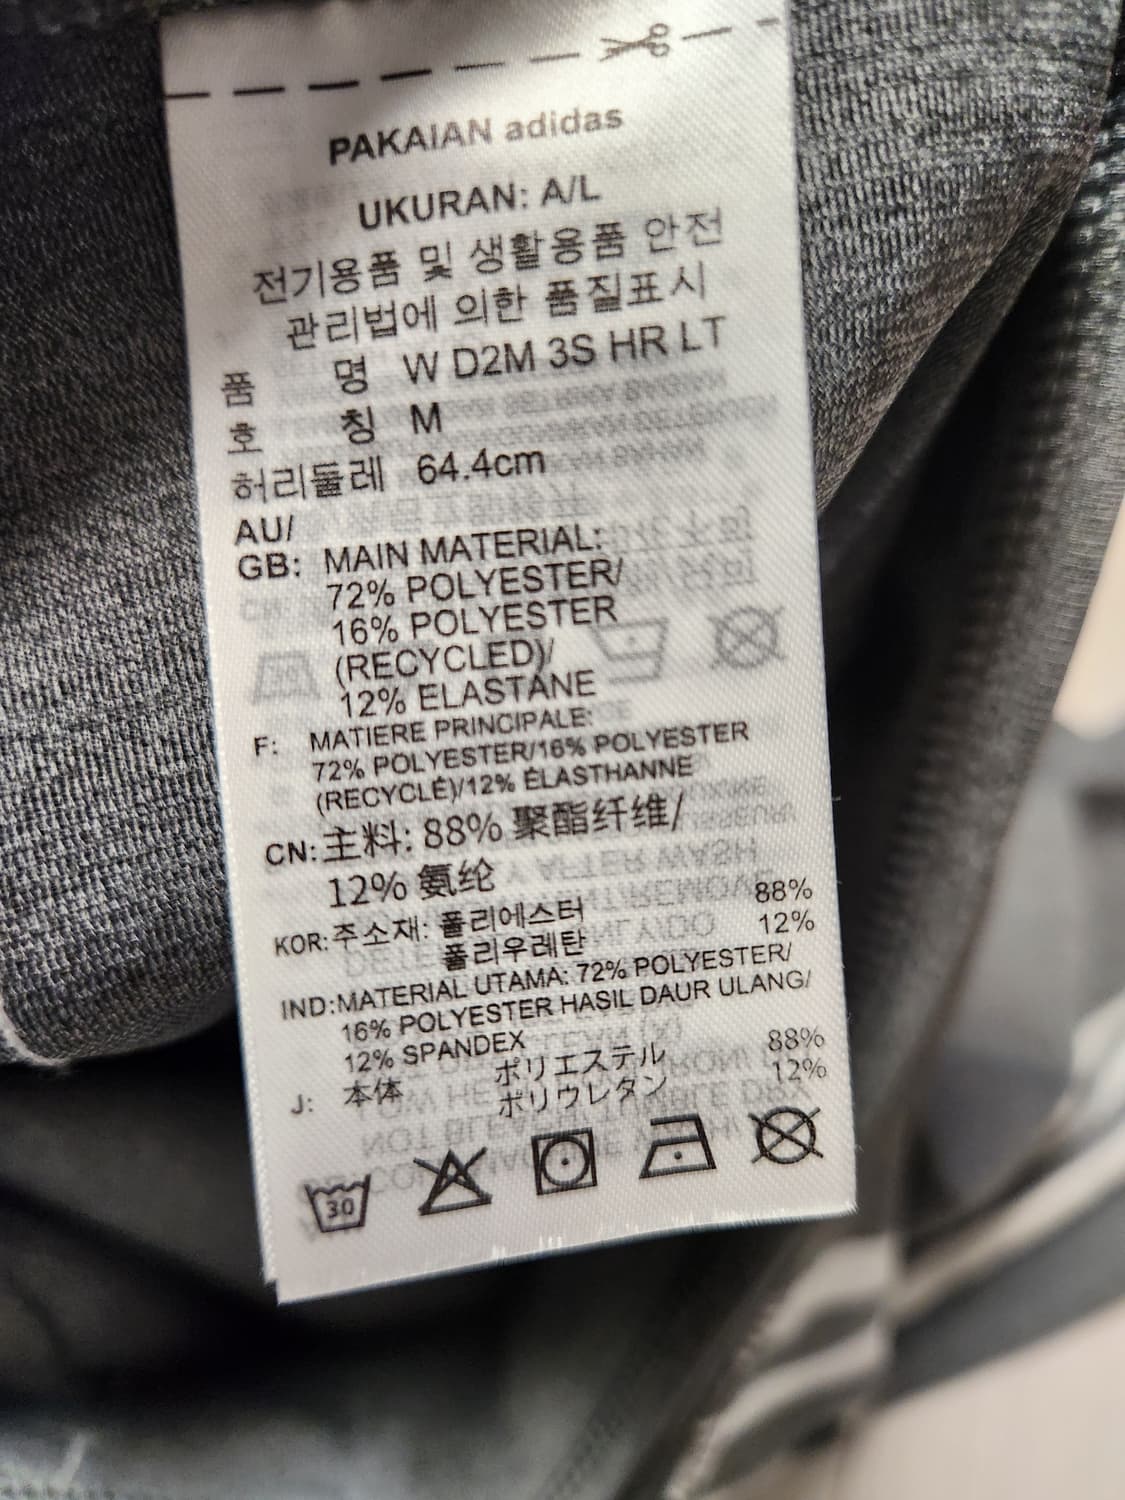 PAKAIAN adidas
UKURAN: A/L
전기용품 및 생활용품 안전
관리법에 의한 품질표시
품 명 W D2M 3S HR LT
호 칭 M
허리둘레 64.4cm
AU/
GB: MAIN MATERIAL:
72% POLYESTER/
16% POLYESTER
(RECYCLED)/
12% ELASTANE
F: MATIERE PRINCIPALE:
72% POLYESTER/16% POLYESTER
(RECYCLÉ)/12% ÉLASTHANNE
CN: 主料: 88% 聚酯纤维/
12% 氨纶
KOR: 주소재: 폴리에스터 88%
폴리우레탄 12%
IND: MATERIAL UTAMA: 72% POLYESTER/
16% POLYESTER HASIL DAUR ULANG/
12% SPANDEX
J: 本体 ポリエステル 88%
ポリウレタン 12%
30